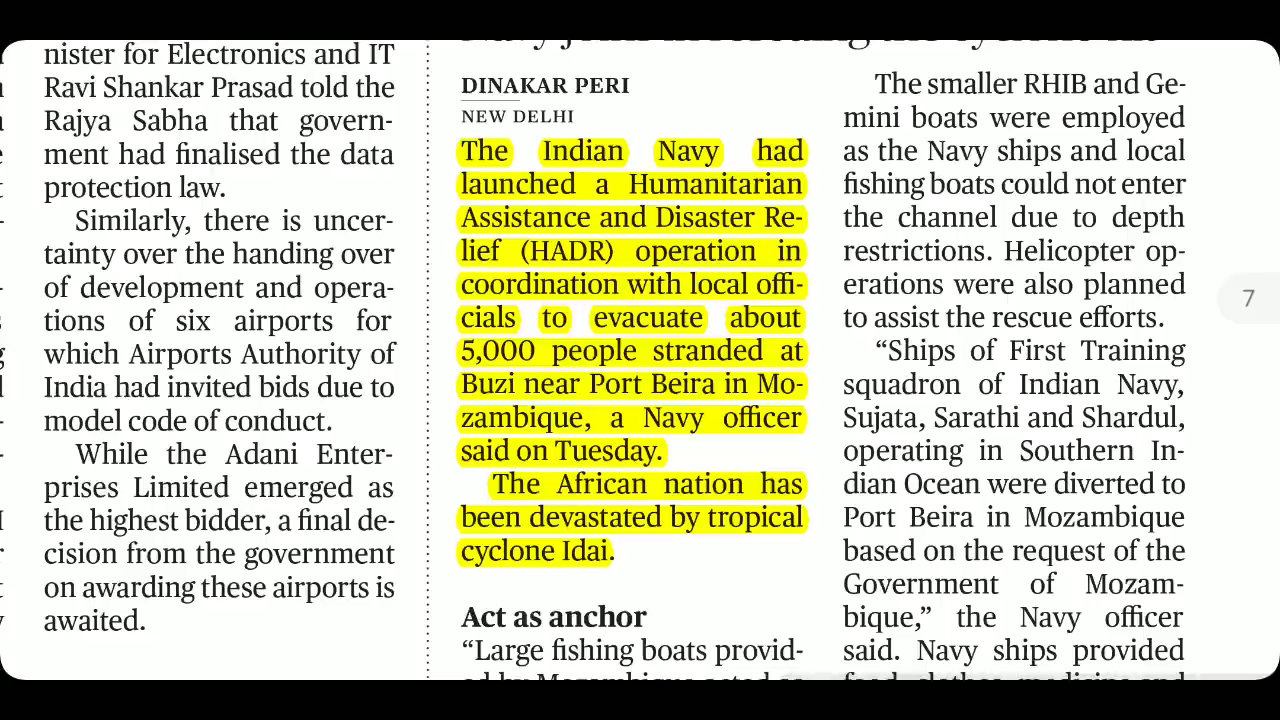 nister for Electronics and IT
Ravi Shankar Prasad told the
Rajya Sabha that govern-
ment had finalised the data
protection law.
Similarly, there is uncer-
tainty over the handing over
of development and opera-
tions of six airports for
which Airports Authority of
India had invited bids due to
model code of conduct.
While the Adani Enter-
prises Limited emerged as
the highest bidder, a final de-
cision from the government
on awarding these airports is
awaited.
DINAKAR PERI
NEW DELHI
The Indian Navy had
launched a Humanitarian
Assistance and Disaster Re-
lief (HADR) operation in
coordination with local offi-
cials to evacuate about
5,000 people stranded at
Buzi near Port Beira in Mo-
zambique, a Navy officer
said on Tuesday.
The African nation has
been devastated by tropical
cyclone Idai.
Act as anchor
“Large fishing boats provid-
The smaller RHIB and Ge-
mini boats were employed
as the Navy ships and local
fishing boats could not enter
the channel due to depth
restrictions. Helicopter op-
erations were also planned
to assist the rescue efforts.
“Ships of First Training
squadron of Indian Navy,
Sujata, Sarathi and Shardul,
operating in Southern In-
dian Ocean were diverted to
Port Beira in Mozambique
based on the request of the
Government of Mozam-
bique,” the Navy officer
said. Navy ships provided
7